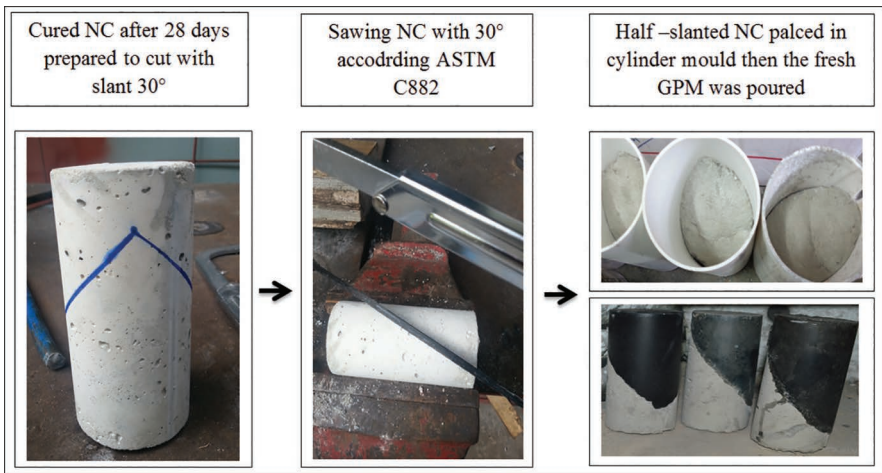 Cured NC after 28 days
prepared to cut with
slant 30°
Sawing NC with 30°
accodrding ASTM
C882
Half –slanted NC palced in
cylinder mould then the fresh
GPM was poured